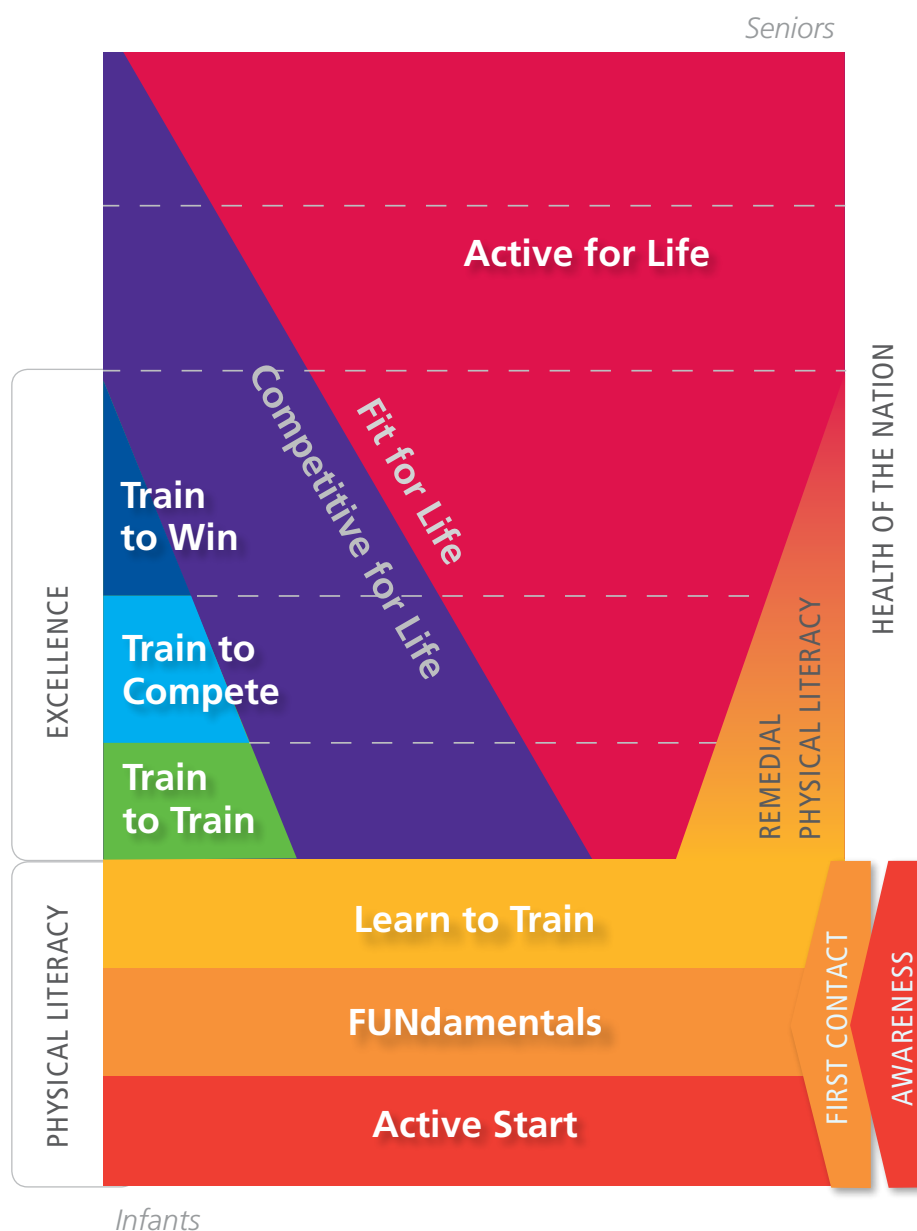 Seniors
Active for Life
HEALTH OF THE NATION
Competitive for Life
Fit for Life
Train
to Win
EXCELLENCE
Train to
Compete
REMEDIAL
PHYSICAL LITERACY
Train
to Train
PHYSICAL LITERACY
Learn to Train
FUNdamentals
Active Start
FIRST CONTACT
AWARENESS
Infants